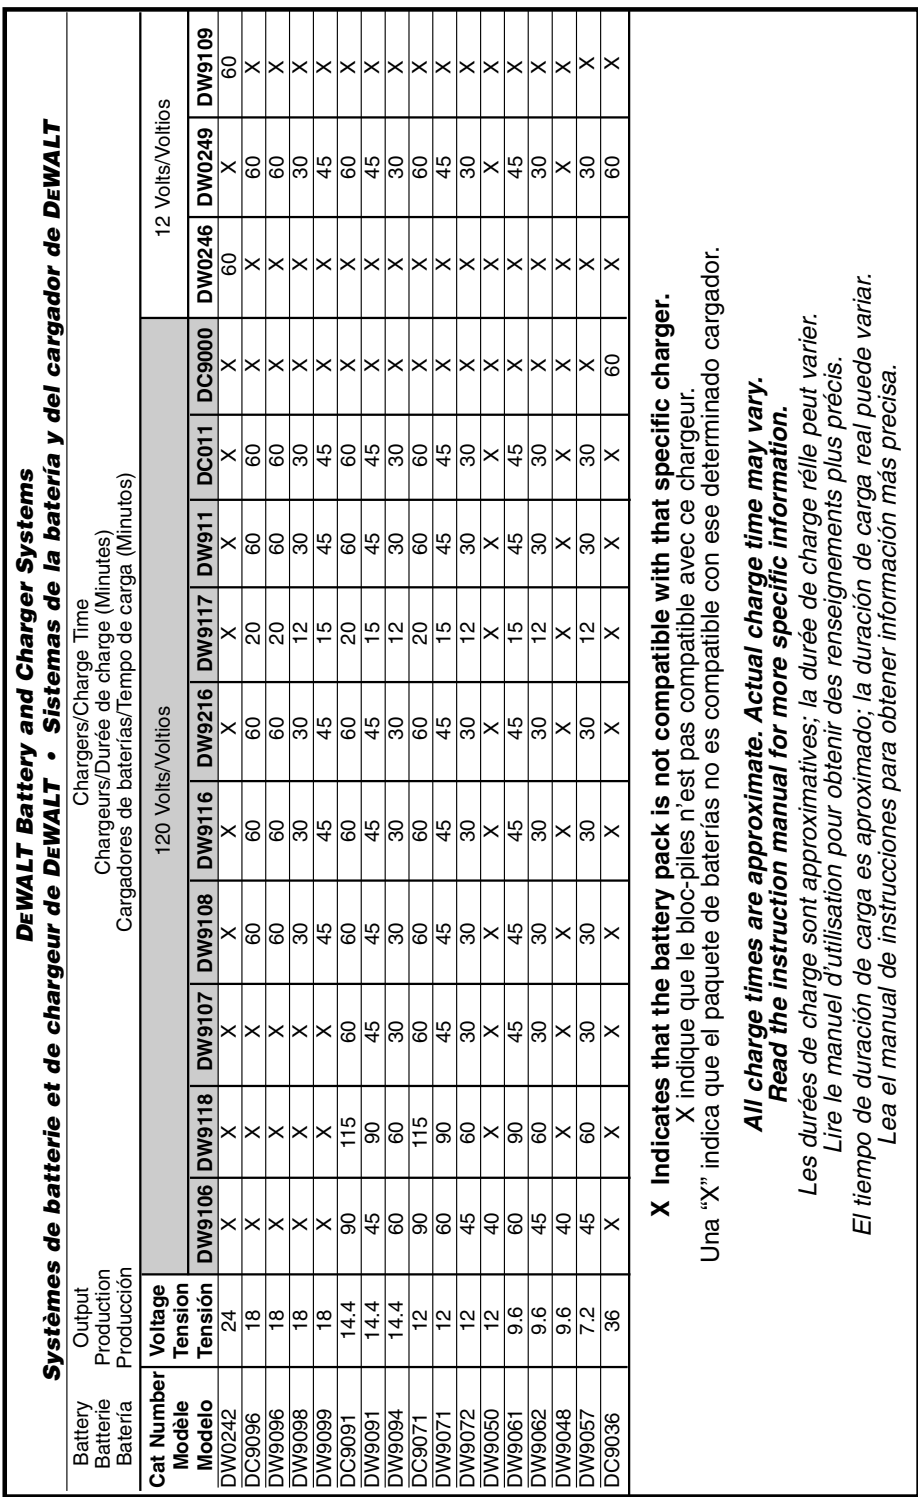 DEWALT Battery and Charger Systems
Systèmes de batterie et de chargeur de DEWALT • Sistemas de la batería y del cargador de DEWALT
Battery Output Chargers/Charge Time
Batterie Production Chargeurs/Durée de charge (Minutes)
Batería Producción Cargadores de baterías/Tempo de carga (Minutos)
Cat Number Voltage 120 Volts/Voltios 12 Volts/Voltios
Modèle Tension
Modelo Tensión DW9106 DW9118 DW9107 DW9108 DW9116 DW9216 DW9117 DW911 DC011 DC9000 DW0246 DW0249 DW9109
DW0242 24 X X X X X X X X X X 60 X 60
DC9096 18 X X X 60 60 60 20 60 60 X X 60 X
DW9096 18 X X X 60 60 60 20 60 60 X X 60 X
DW9098 18 X X X 30 30 30 12 30 30 X X 30 X
DW9099 18 X X X 45 45 45 15 45 45 X X 45 X
DC9091 14.4 90 115 60 60 60 60 20 60 60 X X 60 X
DW9091 14.4 45 90 45 45 45 45 15 45 45 X X 45 X
DW9094 14.4 60 60 30 30 30 30 12 30 30 X X 30 X
DC9071 12 90 115 60 60 60 60 20 60 60 X X 60 X
DW9071 12 60 90 45 45 45 45 15 45 45 X X 45 X
DW9072 12 45 60 30 30 30 30 12 30 30 X X 30 X
DW9050 12 40 X X X X X X X X X X X X
DW9061 9.6 60 90 45 45 45 45 15 45 45 X X 45 X
DW9062 9.6 45 60 30 30 30 30 12 30 30 X X 30 X
DW9048 9.6 40 X X X X X X X X X X X X
DW9057 7.2 45 60 30 30 30 30 12 30 30 X X 30 X
DC9036 36 X X X X X X X X X 60 X 60 X
X Indicates that the battery pack is not compatible with that specific charger.
X indique que le bloc-piles n'est pas compatible avec ce chargeur.
Una “X” indica que el paquete de baterías no es compatible con ese determinado cargador.
All charge times are approximate. Actual charge time may vary.
Read the instruction manual for more specific information.
Les durées de charge sont approximatives; la durée de charge rélle peut varier.
Lire le manuel d'utilisation pour obtenir des renseignements plus précis.
El tiempo de duración de carga es aproximado; la duración de carga real puede variar.
Lea el manual de instrucciones para obtener información más precisa.